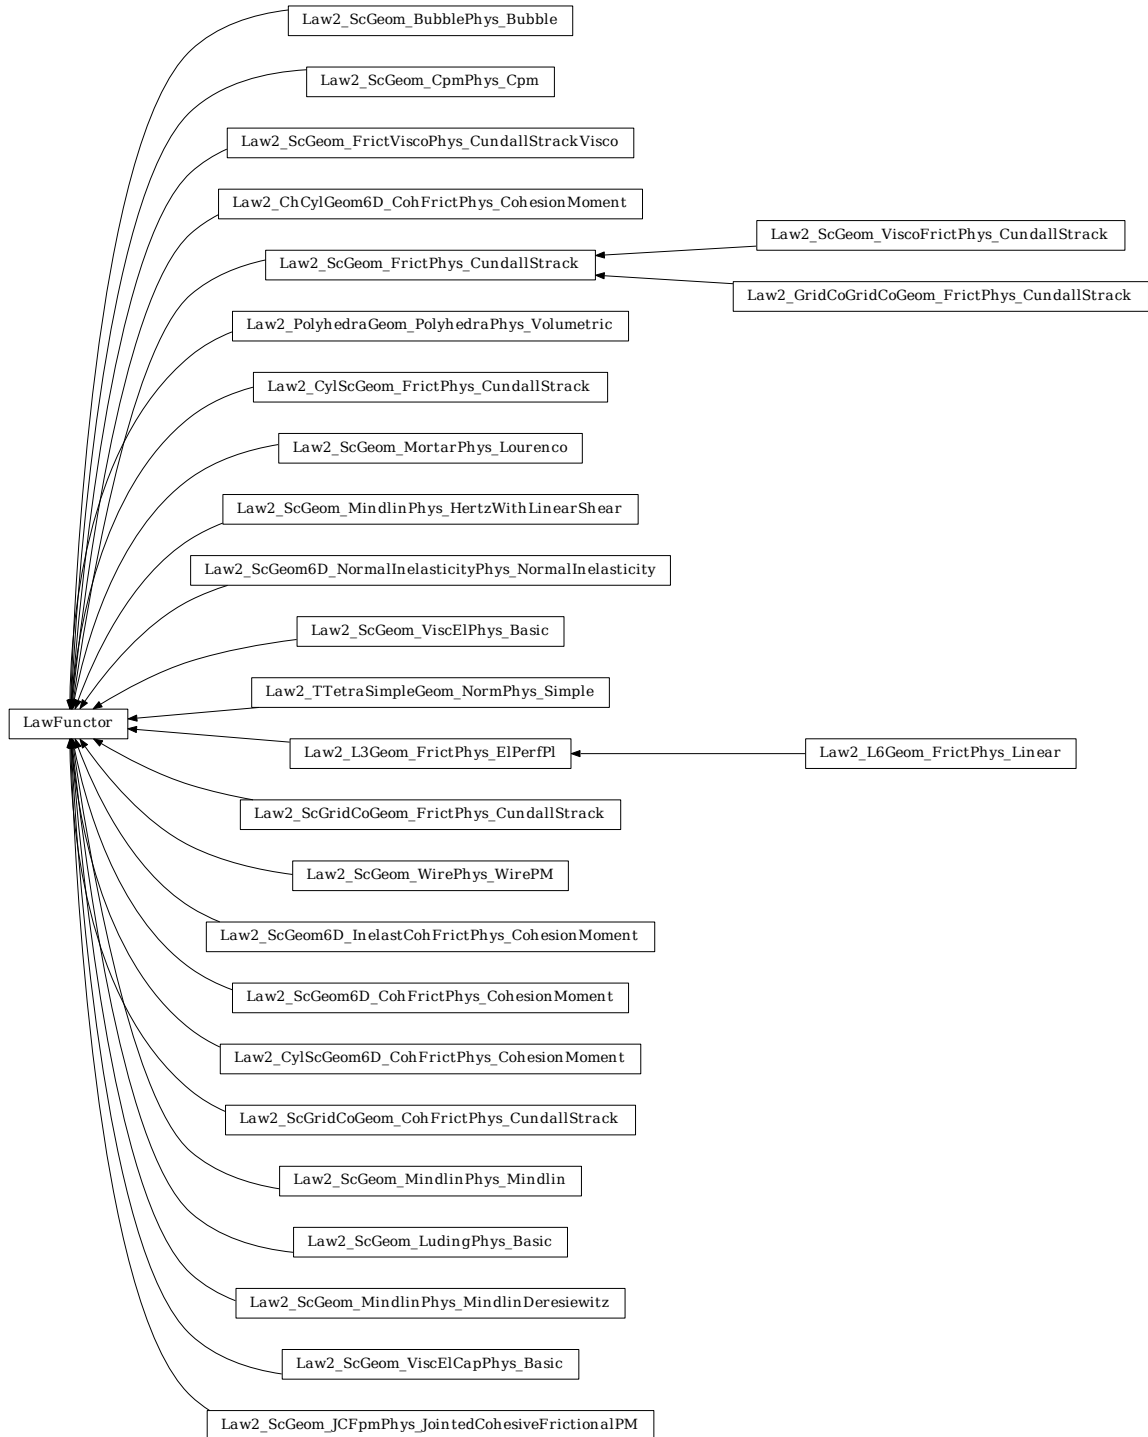 Law2_ScGeom_BubblePhys_Bubble
Law2_ScGeom_CpmPhys_Cpm
Law2_ScGeom_FrictViscoPhys_CundallStrackVisco
Law2_ChCylGeom6D_CohFrictPhys_CohesionMoment
Law2_ScGeom_ViscoFrictPhys_CundallStrack
Law2_ScGeom_FrictPhys_CundallStrack
Law2_GridCoGridCoGeom_FrictPhys_CundallStrack
Law2_PolyhedraGeom_PolyhedraPhys_Volumetric
Law2_CylScGeom_FrictPhys_CundallStrack
Law2_ScGeom_MortarPhys_Lourenco
Law2_ScGeom_MindlinPhys_HertzWithLinearShear
Law2_ScGeom6D_NormalInelasticityPhys_NormalInelasticity
Law2_ScGeom_ViscElPhys_Basic
Law2_TTetraSimpleGeom_NormPhys_Simple
LawFunctor
Law2_L3Geom_FrictPhys_ElPerfPl
Law2_L6Geom_FrictPhys_Linear
Law2_ScGridCoGeom_FrictPhys_CundallStrack
Law2_ScGeom_WirePhys_WirePM
Law2_ScGeom6D_InelastCohFrictPhys_CohesionMoment
Law2_ScGeom6D_CohFrictPhys_CohesionMoment
Law2_CylScGeom6D_CohFrictPhys_CohesionMoment
Law2_ScGridCoGeom_CohFrictPhys_CundallStrack
Law2_ScGeom_MindlinPhys_Mindlin
Law2_ScGeom_LudingPhys_Basic
Law2_ScGeom_MindlinPhys_MindlinDeresiewitz
Law2_ScGeom_ViscElCapPhys_Basic
Law2_ScGeom_JCFpmPhys_JointedCohesiveFrictionalPM